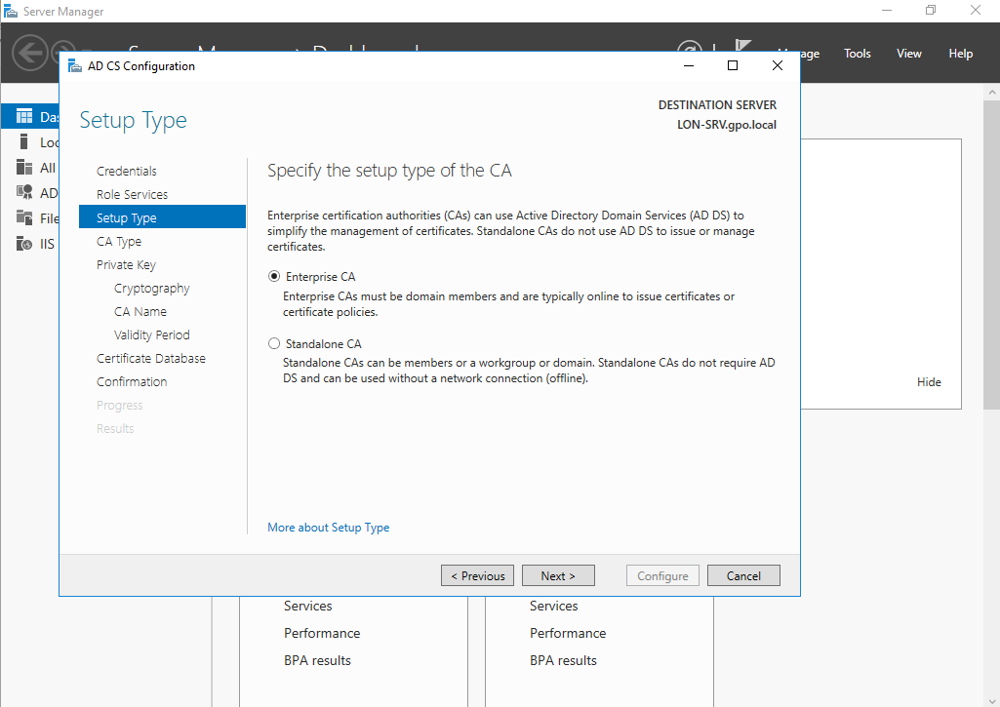 Server Manager
Manage Tools View Help
AD CS Configuration
Setup Type
DESTINATION SERVER
LON-SRV.gpo.local
Das
Loc
All
AD
File
IIS
Credentials
Role Services
Setup Type
CA Type
Private Key
Cryptography
CA Name
Validity Period
Certificate Database
Confirmation
Progress
Results
Specify the setup type of the CA
Enterprise certification authorities (CAs) can use Active Directory Domain Services (AD DS) to
simplify the management of certificates. Standalone CAs do not use AD DS to issue or manage
certificates.
Enterprise CA
Enterprise CAs must be domain members and are typically online to issue certificates or
certificate policies.
Standalone CA
Standalone CAs can be members or a workgroup or domain. Standalone CAs do not require AD
DS and can be used without a network connection (offline).
More about Setup Type
Hide
< Previous
Next >
Configure
Cancel
Services
Performance
BPA results
Services
Performance
BPA results